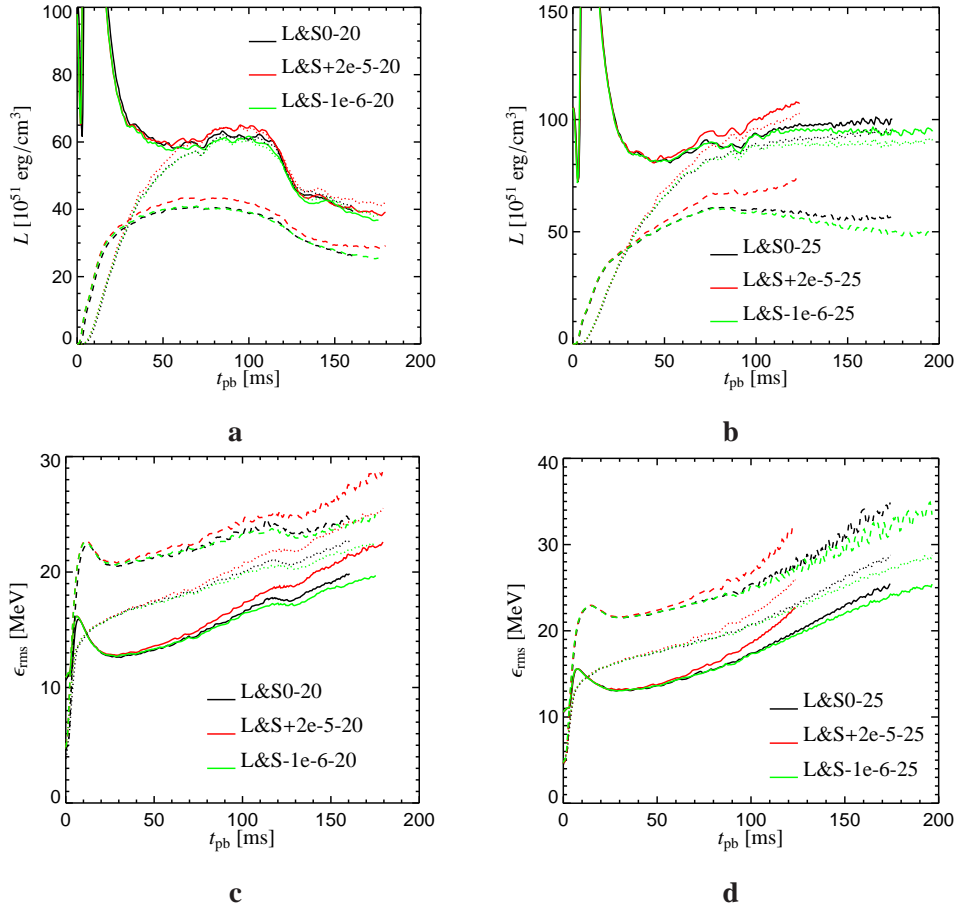 100
80
60
40
20
0
L [10^51 erg/cm^3]
L&S0-20
L&S+2e-5-20
L&S-1e-6-20
0 50 100 150 200
t_pb [ms]
a
150
100
50
0
L [10^51 erg/cm^3]
L&S0-25
L&S+2e-5-25
L&S-1e-6-25
0 50 100 150 200
t_pb [ms]
b
30
20
10
0
ϵ_rms [MeV]
L&S0-20
L&S+2e-5-20
L&S-1e-6-20
0 50 100 150 200
t_pb [ms]
c
40
30
20
10
0
ϵ_rms [MeV]
L&S0-25
L&S+2e-5-25
L&S-1e-6-25
0 50 100 150 200
t_pb [ms]
d